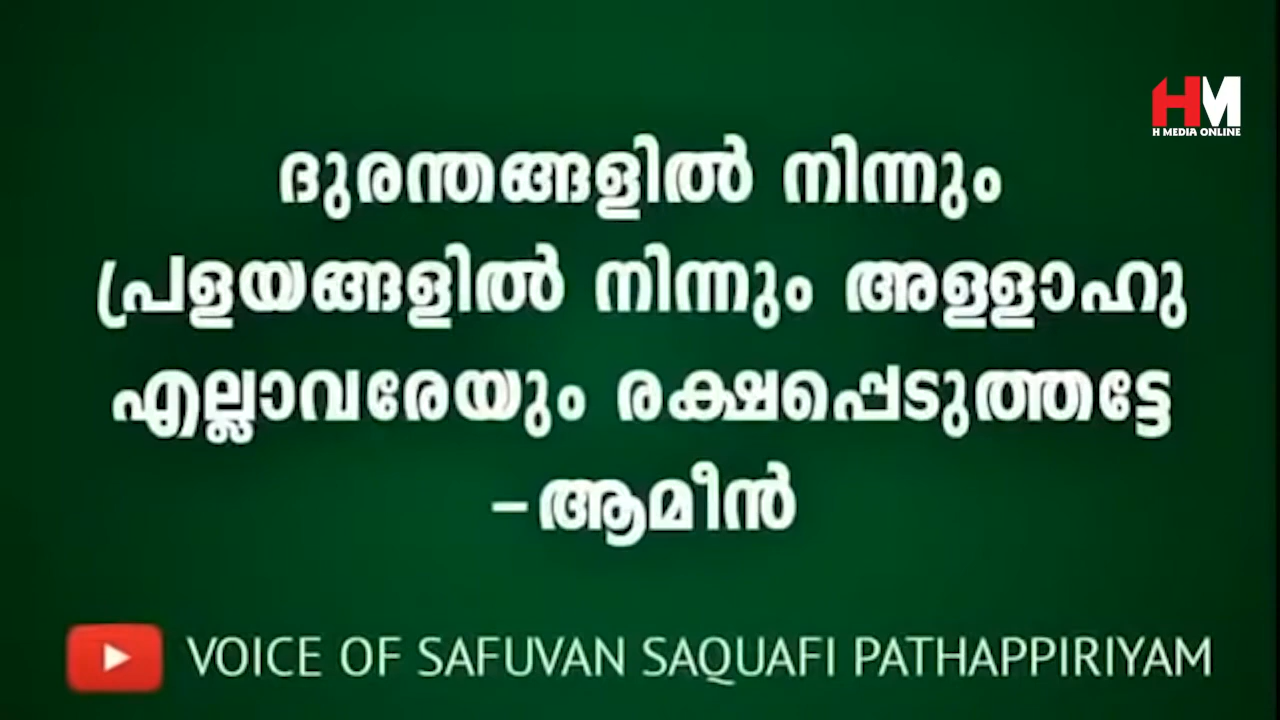 HM
H MEDIA ONLINE
ദുരന്തങ്ങളിൽ നിന്നും
പ്രളയങ്ങളിൽ നിന്നും അള്ളാഹു
എല്ലാവരേയും രക്ഷപ്പെടുത്തട്ടേ
-ആമീൻ
VOICE OF SAFUVAN SAQUAFI PATHAPPIRIYAM